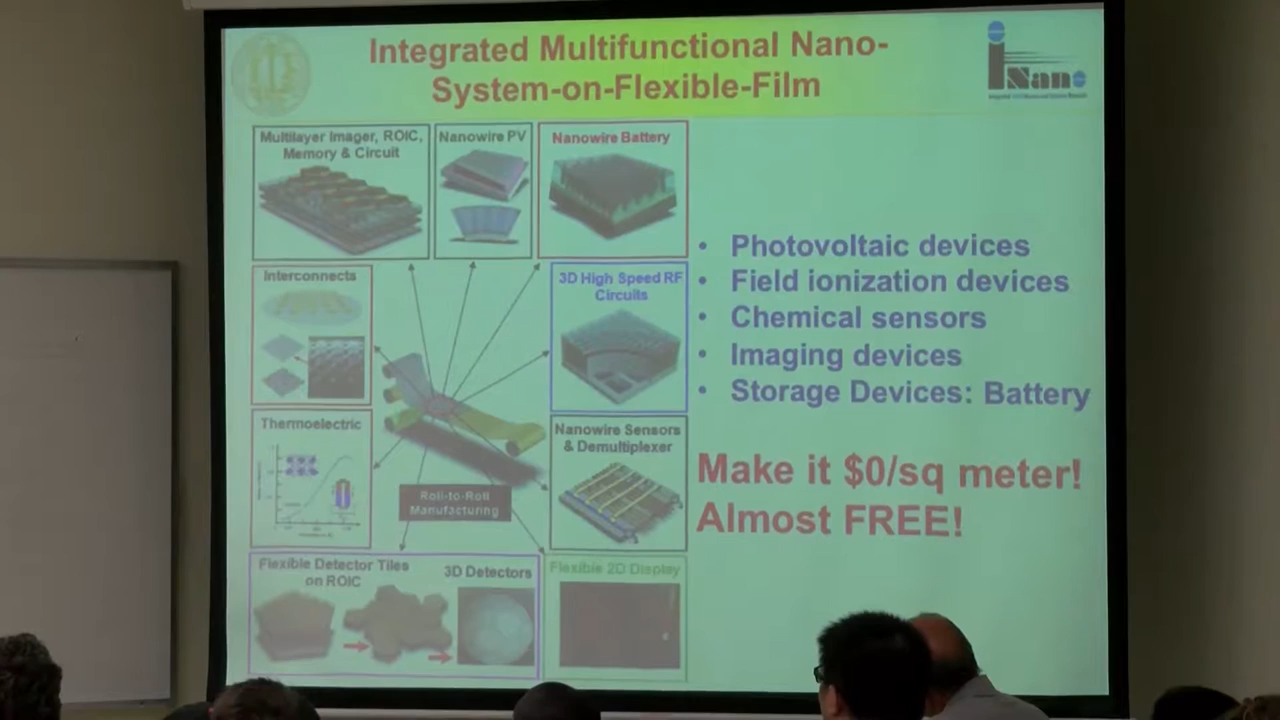 Integrated Multifunctional Nano-
System-on-Flexible-Film
iNano
Multilayer Imager, ROIC,
Memory & Circuit
Nanowire PV
Nanowire Battery
Interconnects
3D High Speed RF
Circuits
Thermoelectric
Nanowire Sensors
& Demultiplexer
Roll-to-Roll
Manufacturing
Flexible Detector Tiles
on ROIC
3D Detectors
Flexible 2D Display
• Photovoltaic devices
• Field ionization devices
• Chemical sensors
• Imaging devices
• Storage Devices: Battery
Make it $0/sq meter!
Almost FREE!